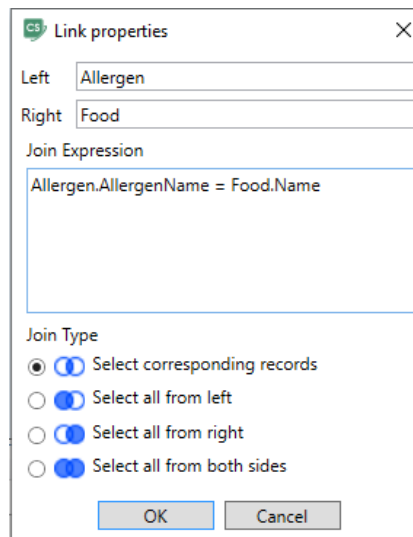 CS Link properties
Left Allergen
Right Food
Join Expression
Allergen.AllergenName = Food.Name
Join Type
Select corresponding records
Select all from left
Select all from right
Select all from both sides
OK Cancel